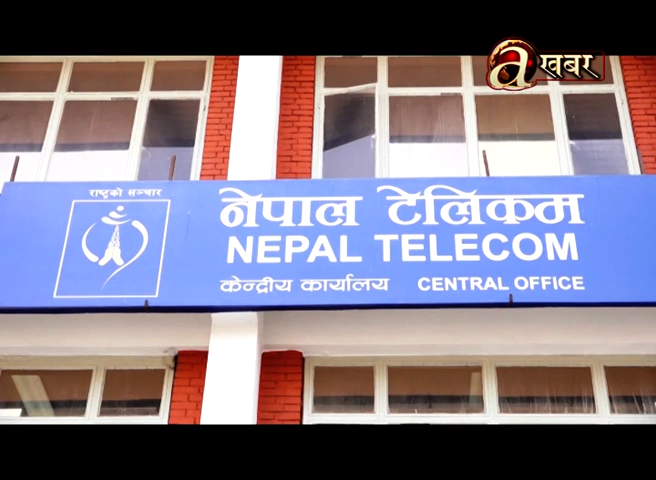 a खबर
राष्ट्रको सञ्चार
नेपाल टेलिकम
NEPAL TELECOM
केन्द्रीय कार्यालय CENTRAL OFFICE